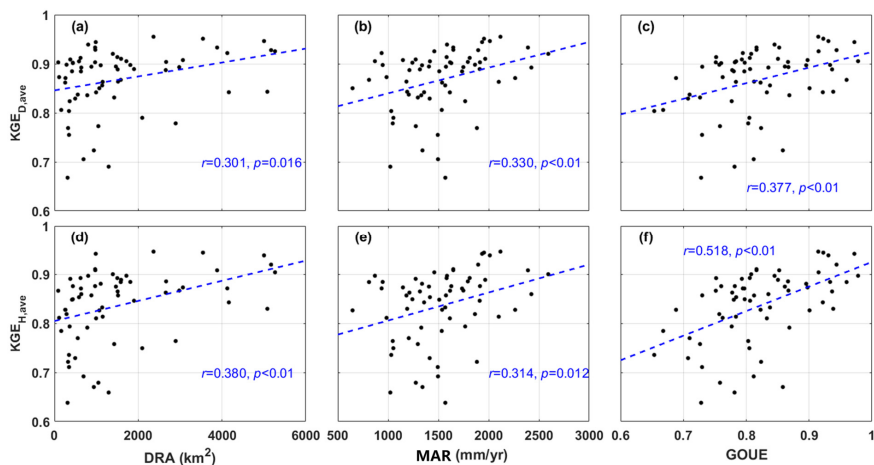 (a)
(b)
(c)
1
0.9
0.8
0.7
0.6
KGE_D,ave
r=0.301, p=0.016
r=0.330, p<0.01
r=0.377, p<0.01
(d)
(e)
(f)
1
0.9
0.8
0.7
0.6
KGE_H,ave
r=0.380, p<0.01
r=0.314, p=0.012
r=0.518, p<0.01
0 2000 4000 6000
500 1000 1500 2000 2500 3000
0.6 0.7 0.8 0.9 1
DRA (km²)
MAR (mm/yr)
GOUE